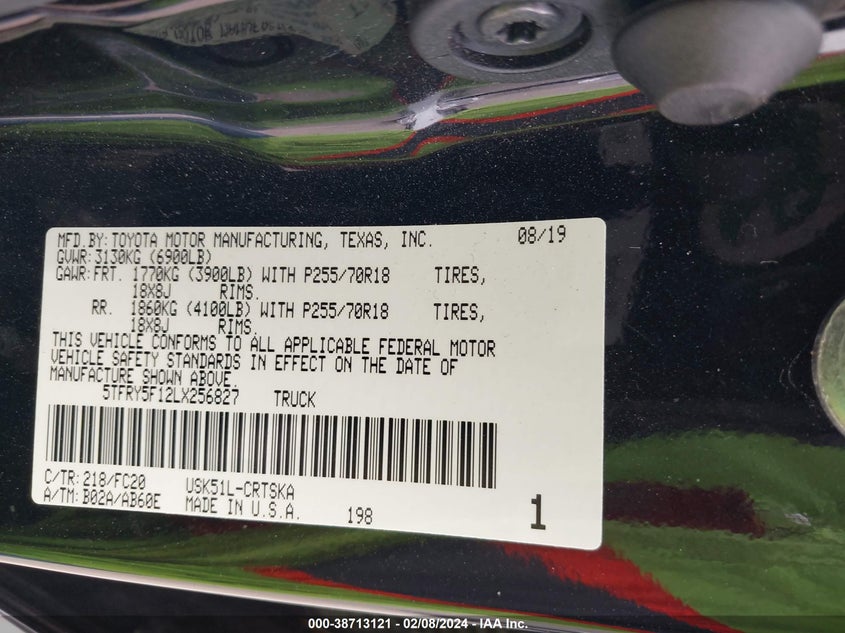 MFD.BY:TOYOTA MOTOR MANUFACTURING, TEXAS, INC. 08/19
GVWR:3130KG (6900LB)
GAWR:FRT. 1770KG (3900LB) WITH P255/70R18 TIRES,
18X8J RIMS.
RR. 1860KG (4100LB) WITH P255/70R18 TIRES,
18X8J RIMS.
THIS VEHICLE CONFORMS TO ALL APPLICABLE FEDERAL MOTOR
VEHICLE SAFETY STANDARDS IN EFFECT ON THE DATE OF
MANUFACTURE SHOWN ABOVE.
5TFRY5F12LX256827 TRUCK
C/TR:218/FC20 USK51L-CRTSKA
A/TM:B02A/AB60E MADE IN U.S.A. 198 1
000-38713121 - 02/08/2024 - IAA Inc.